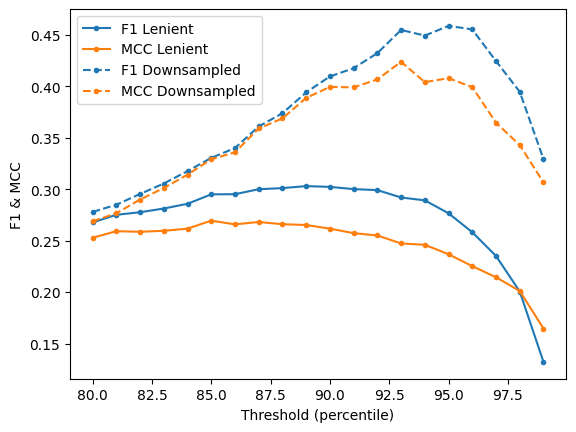 F1 Lenient
MCC Lenient
F1 Downsampled
MCC Downsampled
0.45
0.40
0.35
0.30
0.25
0.20
0.15
F1 & MCC
80.0 82.5 85.0 87.5 90.0 92.5 95.0 97.5
Threshold (percentile)